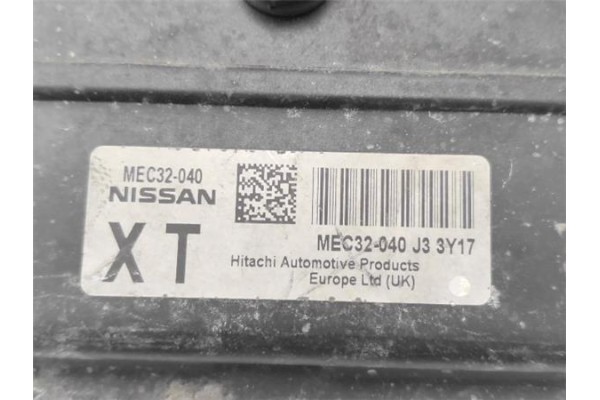 MEC32-040
NISSAN
XT
MEC32-040 J3 3Y17
Hitachi Automotive Products
Europe Ltd (UK)